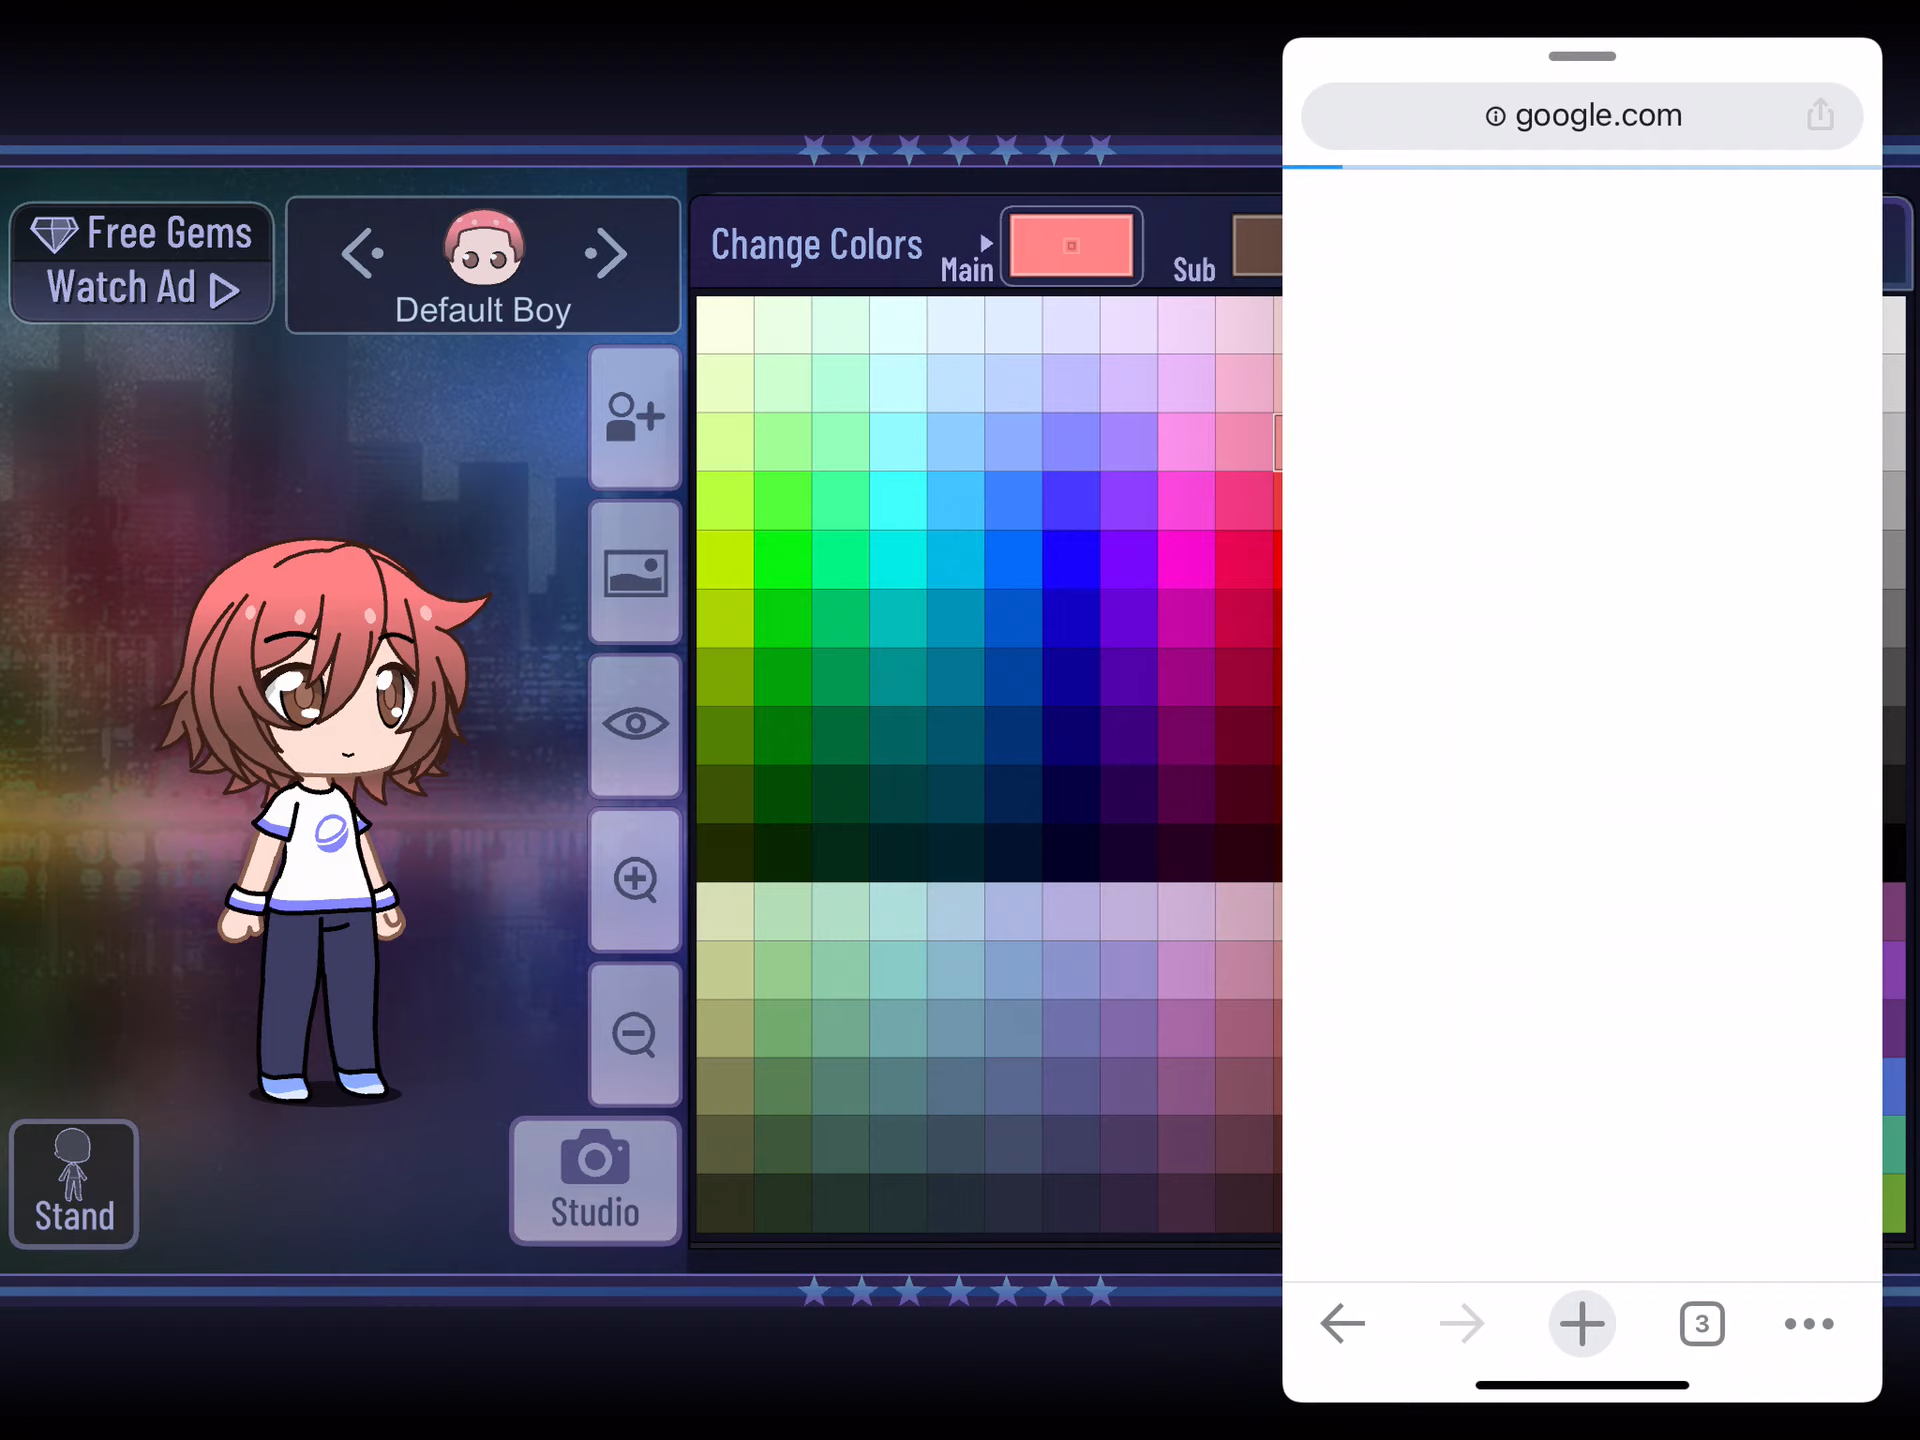 google.com
Free Gems
Watch Ad
Default Boy
Change Colors
Main
Sub
Stand
Studio
3